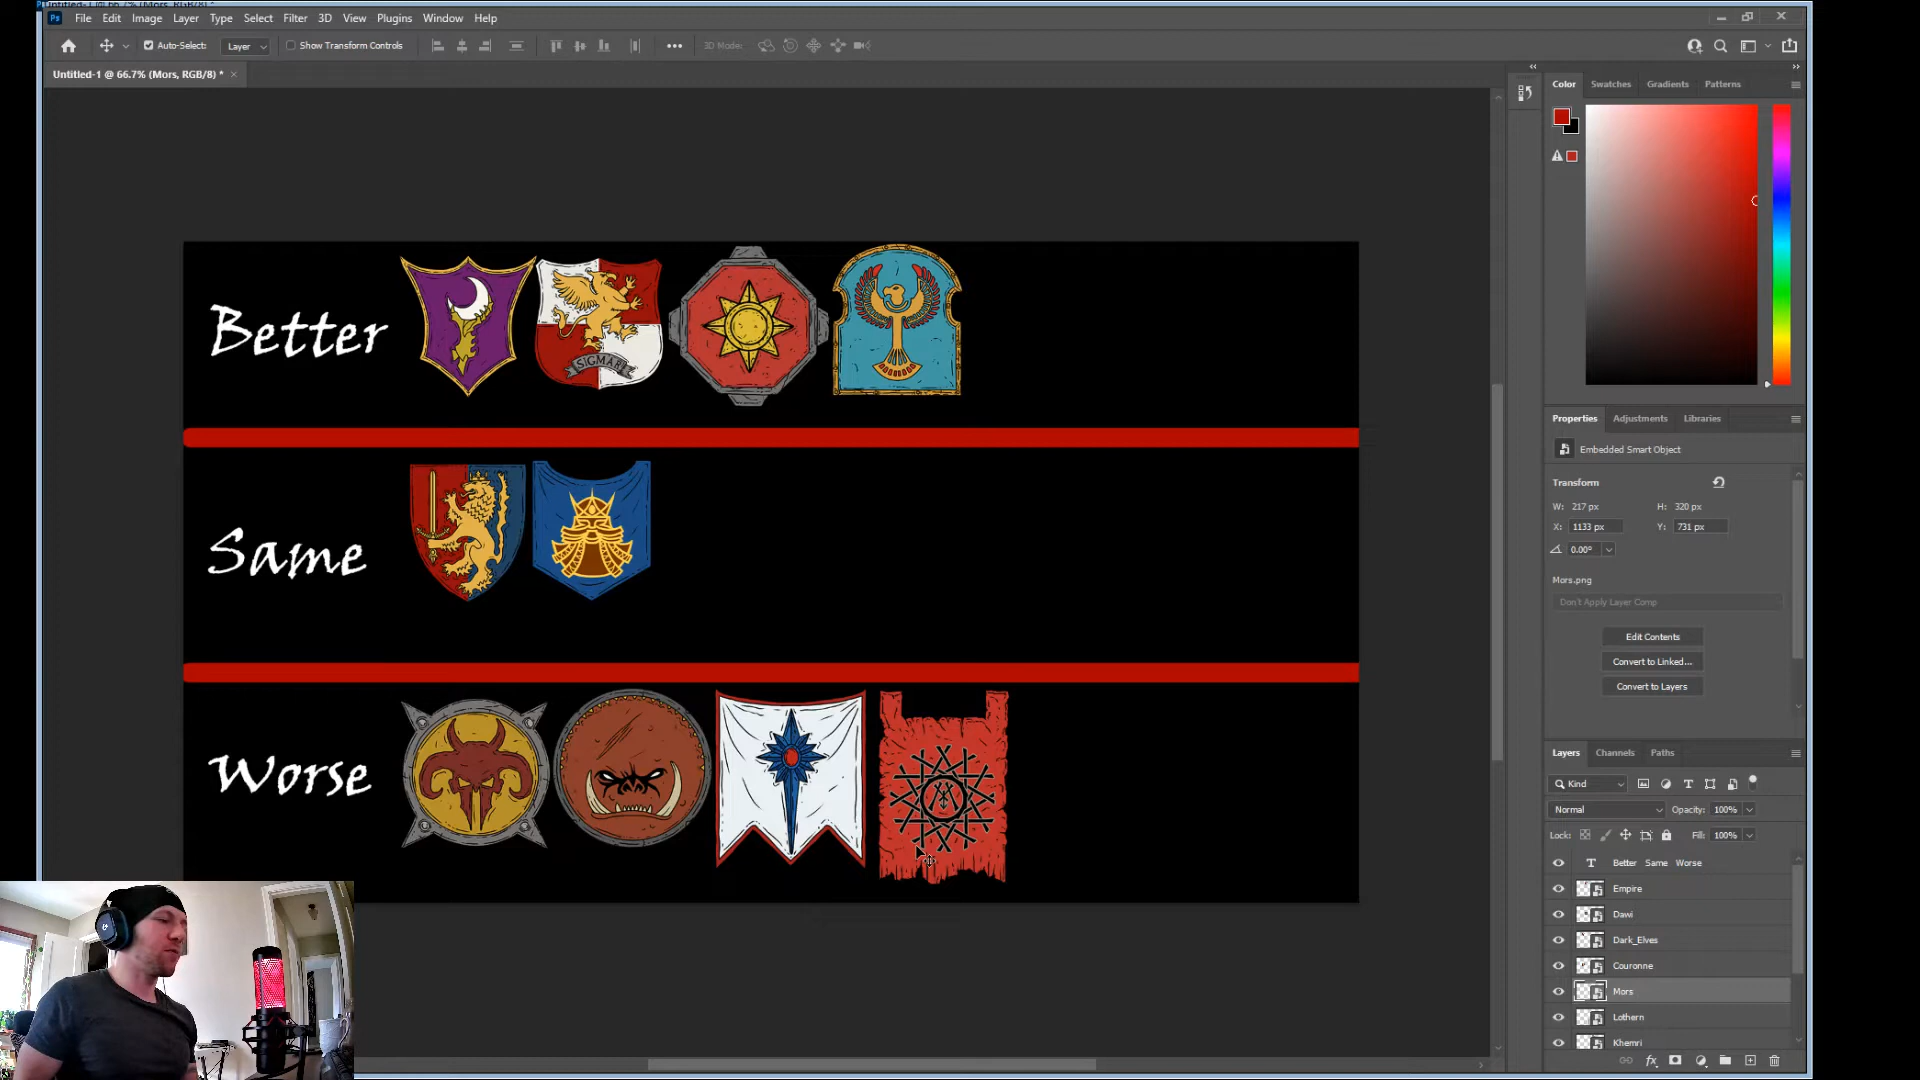 File Edit Image Layer Type Select Filter 3D View Plugins Window Help
Auto-Select: Layer Show Transform Controls 3D Mode:
Untitled-1 @ 66.7% (Mors, RGB/8) *
Color Swatches Gradients Patterns
Better
SIGMAR
Same
Worse
Properties Adjustments Libraries
Embedded Smart Object
Transform
W: 217 px H: 320 px
X: 1133 px Y: 731 px
0.00°
Mors.png
Don't Apply Layer Comp
Edit Contents
Convert to Linked...
Convert to Layers
Layers Channels Paths
Kind
Normal Opacity: 100%
Lock: Fill: 100%
Better Same Worse
Empire
Dawi
Dark_Elves
Couronne
Mors
Lothern
Khemri